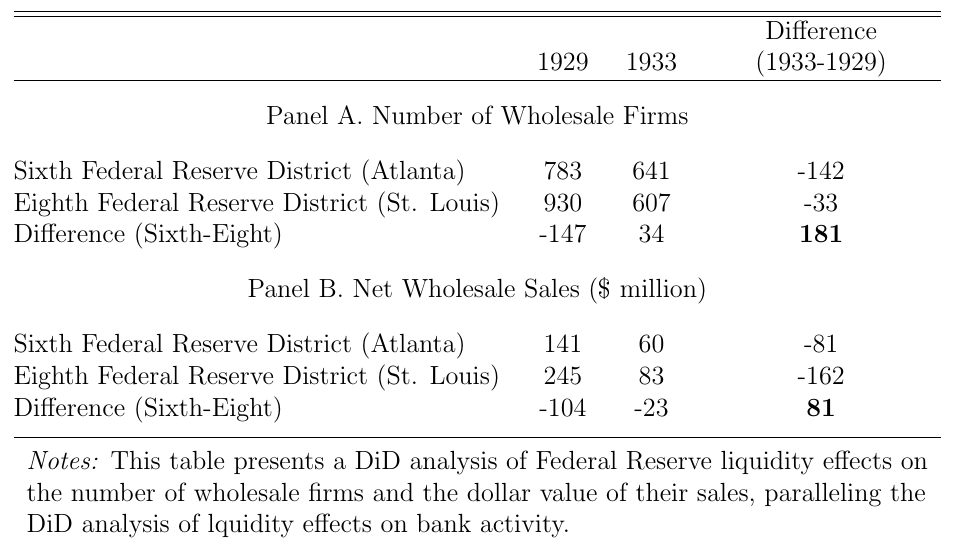 Difference
1929 1933 (1933-1929)
Panel A. Number of Wholesale Firms
Sixth Federal Reserve District (Atlanta) 783 641 -142
Eighth Federal Reserve District (St. Louis) 930 607 -33
Difference (Sixth-Eight) -147 34 181
Panel B. Net Wholesale Sales ($ million)
Sixth Federal Reserve District (Atlanta) 141 60 -81
Eighth Federal Reserve District (St. Louis) 245 83 -162
Difference (Sixth-Eight) -104 -23 81
Notes: This table presents a DiD analysis of Federal Reserve liquidity effects on
the number of wholesale firms and the dollar value of their sales, paralleling the
DiD analysis of lquidity effects on bank activity.